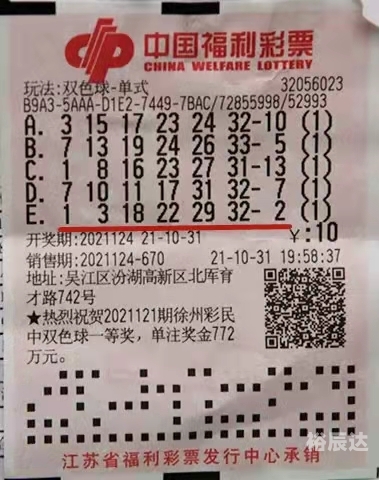 中国福利彩票
CHINA WELFARE LOTTERY
玩法:双色球-单式 32056023
B9A3-5AAA-D1E2-7449-7BAC/72855998/52993
A. 3 15 17 23 24 32-10 (1)
B. 7 13 19 24 26 33- 5 (1)
C. 1 8 16 23 27 31-13 (1)
D. 7 10 11 17 31 32- 7 (1)
E. 1 3 18 22 29 32- 2 (1)
开奖期:2021124 21-10-31 ￥:10
销售期:2021124-670 21-10-31 19:58:37
地址:吴江区汾湖高新区北厍育
才路742号
★热烈祝贺2021121期徐州彩民
中双色球一等奖，单注奖金772
万元。
裕辰达
江苏省福利彩票发行中心承销